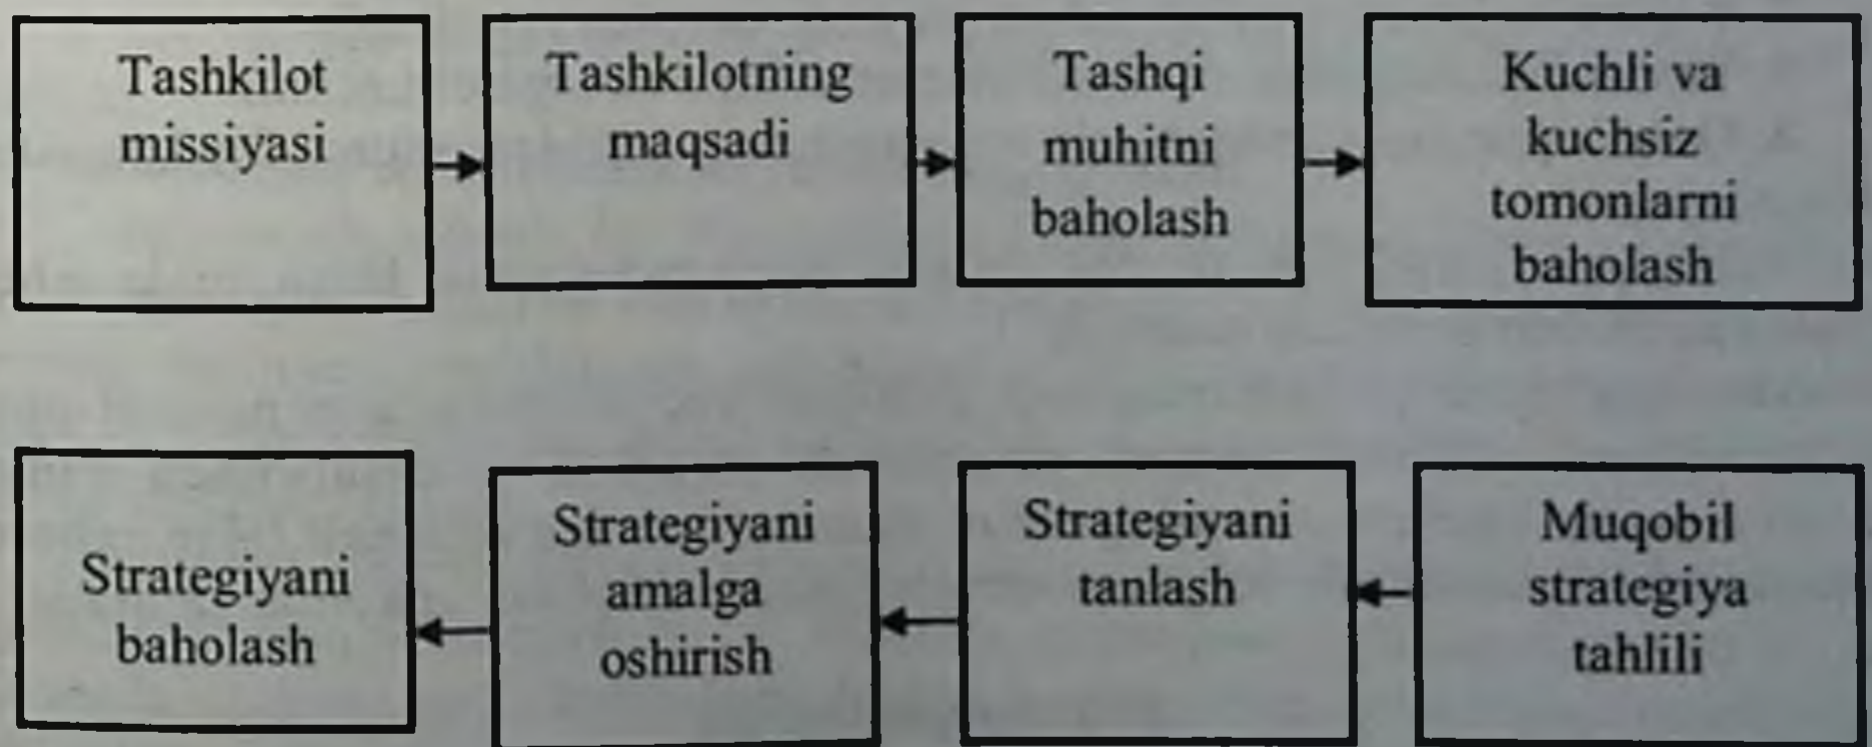 Tashkilot
missiyasi
Tashkilotning
maqsadi
Tashqi
muhitni
baholash
Kuchli va
kuchsiz
tomonlarni
baholash
Strategiyani
baholash
Strategiyani
amalga
oshirish
Strategiyani
tanlash
Muqobil
strategiya
tahlili